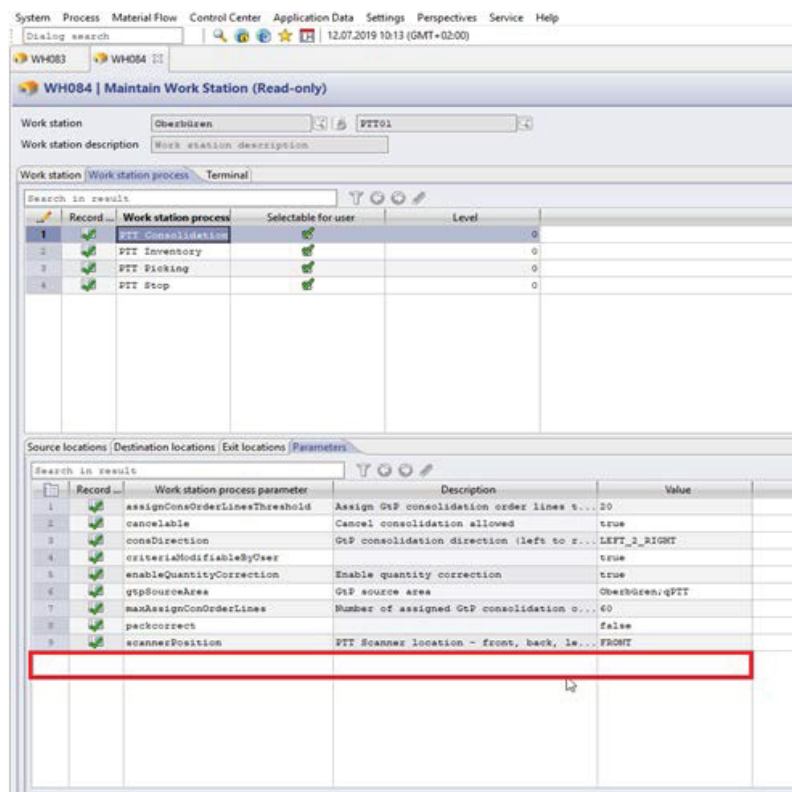 System Process Material Flow Control Center Application Data Settings Perspectives Service Help
Dialog search 12.07.2019 10:13 (GMT+02:00)
WH083 WH084
WH084 | Maintain Work Station (Read-only)
Work station Oberbüren PTT01
Work station description Work station description
Work station Work station process Terminal
Search in result
Record ... Work station process Selectable for user Level
1 PTT Consolidation 0
2 PTT Inventory 0
3 PTT Picking 0
4 PTT Stop 0
Source locations Destination locations Exit locations Parameters
Search in result
Record ... Work station process parameter Description Value
1 assignConsOrderLinesThreshold Assign GtP consolidation order lines t... 20
2 cancelable Cancel consolidation allowed true
3 consDirection GtP consolidation direction (left to r... LEFT_2_RIGHT
4 criteriaModifiableByUser true
5 enableQuantityCorrection Enable quantity correction true
6 gtpSourceArea GtP source area Oberbüren;qPTT
7 maxAssignConOrderLines Number of assigned GtP consolidation o... 60
8 packcorrect false
9 scannerPosition PTT Scanner location - front, back, le... FRONT